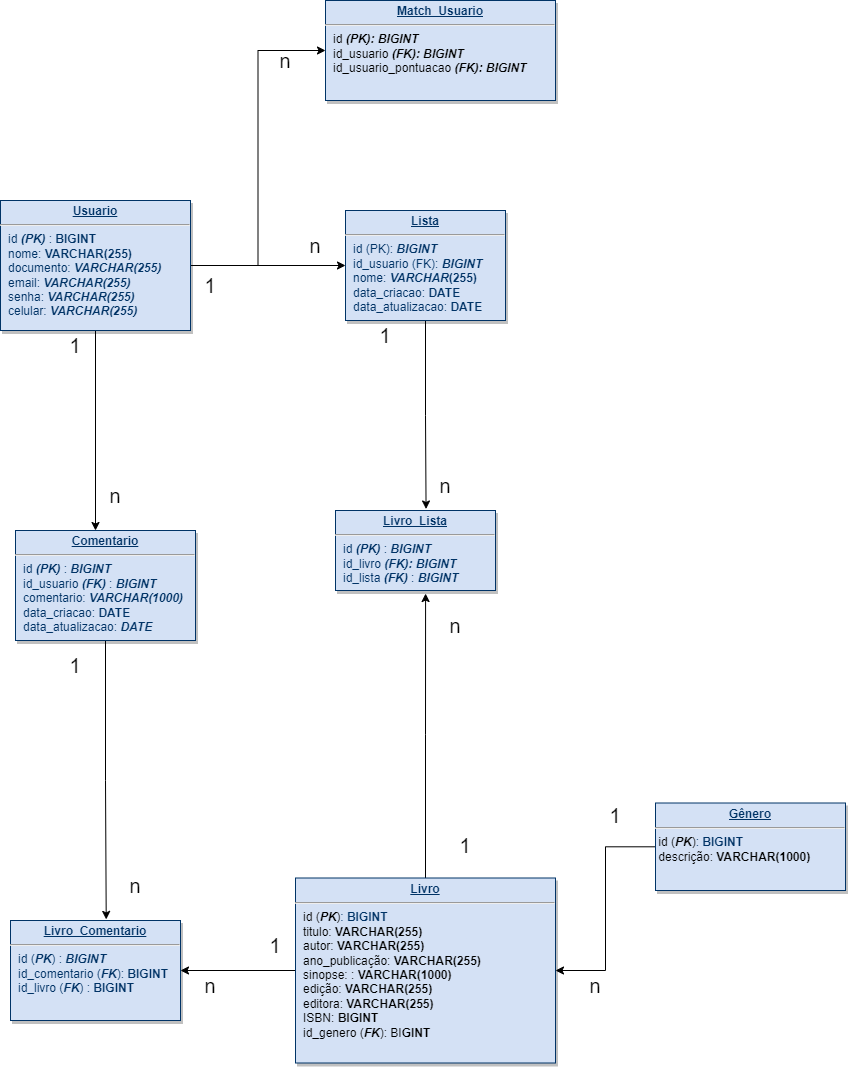 Match_Usuario
id (PK): BIGINT
id_usuario (FK): BIGINT
id_usuario_pontuacao (FK): BIGINT
n
Usuario
id (PK) : BIGINT
nome: VARCHAR(255)
documento: VARCHAR(255)
email: VARCHAR(255)
senha: VARCHAR(255)
celular: VARCHAR(255)
1
n
Lista
id (PK): BIGINT
id_usuario (FK): BIGINT
nome: VARCHAR(255)
data_criacao: DATE
data_atualizacao: DATE
1
1
n
n
Comentario
id (PK) : BIGINT
id_usuario (FK) : BIGINT
comentario: VARCHAR(1000)
data_criacao: DATE
data_atualizacao: DATE
Livro_Lista
id (PK) : BIGINT
id_livro (FK): BIGINT
id_lista (FK) : BIGINT
1
n
1
1
n
Gênero
id (PK): BIGINT
descrição: VARCHAR(1000)
Livro_Comentario
id (PK) : BIGINT
id_comentario (FK): BIGINT
id_livro (FK) : BIGINT
1
n
Livro
id (PK): BIGINT
titulo: VARCHAR(255)
autor: VARCHAR(255)
ano_publicação: VARCHAR(255)
sinopse: : VARCHAR(1000)
edição: VARCHAR(255)
editora: VARCHAR(255)
ISBN: BIGINT
id_genero (FK): BIGINT
n